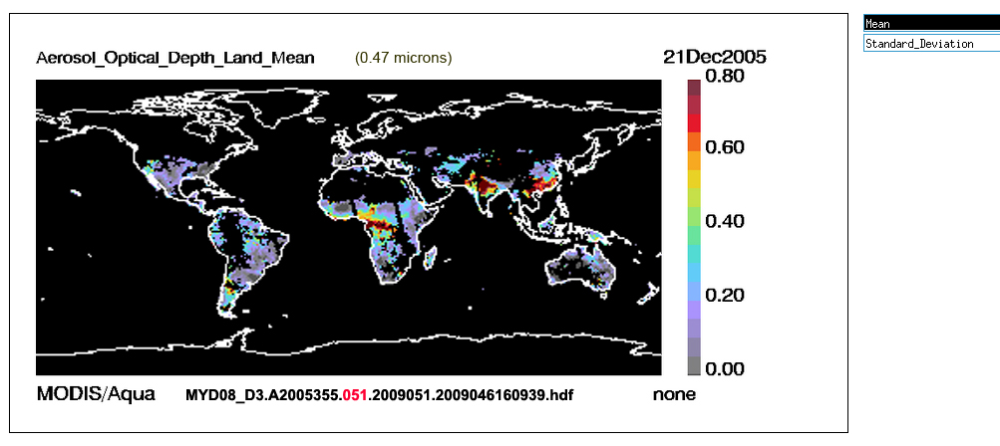 Mean
Standard_Deviation
Aerosol_Optical_Depth_Land_Mean (0.47 microns) 21Dec2005
0.80
0.60
0.40
0.20
0.00
MODIS/Aqua MYD08_D3.A2005355.051.2009051.2009046160939.hdf none